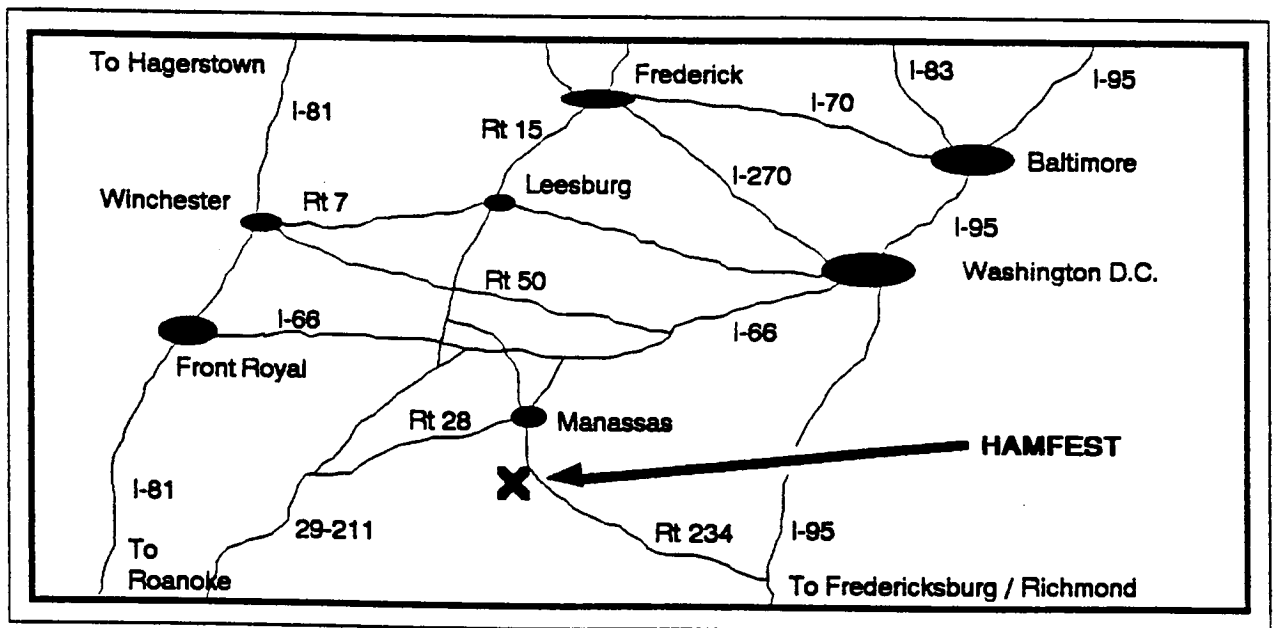 To Hagerstown
Frederick
I-83
I-95
I-81
I-70
Rt 15
Baltimore
Leesburg
I-270
Winchester
Rt 7
I-95
Washington D.C.
Rt 50
I-66
I-66
Front Royal
Rt 28
Manassas
HAMFEST
I-81
29-211
Rt 234
I-95
To
Roanoke
To Fredericksburg / Richmond